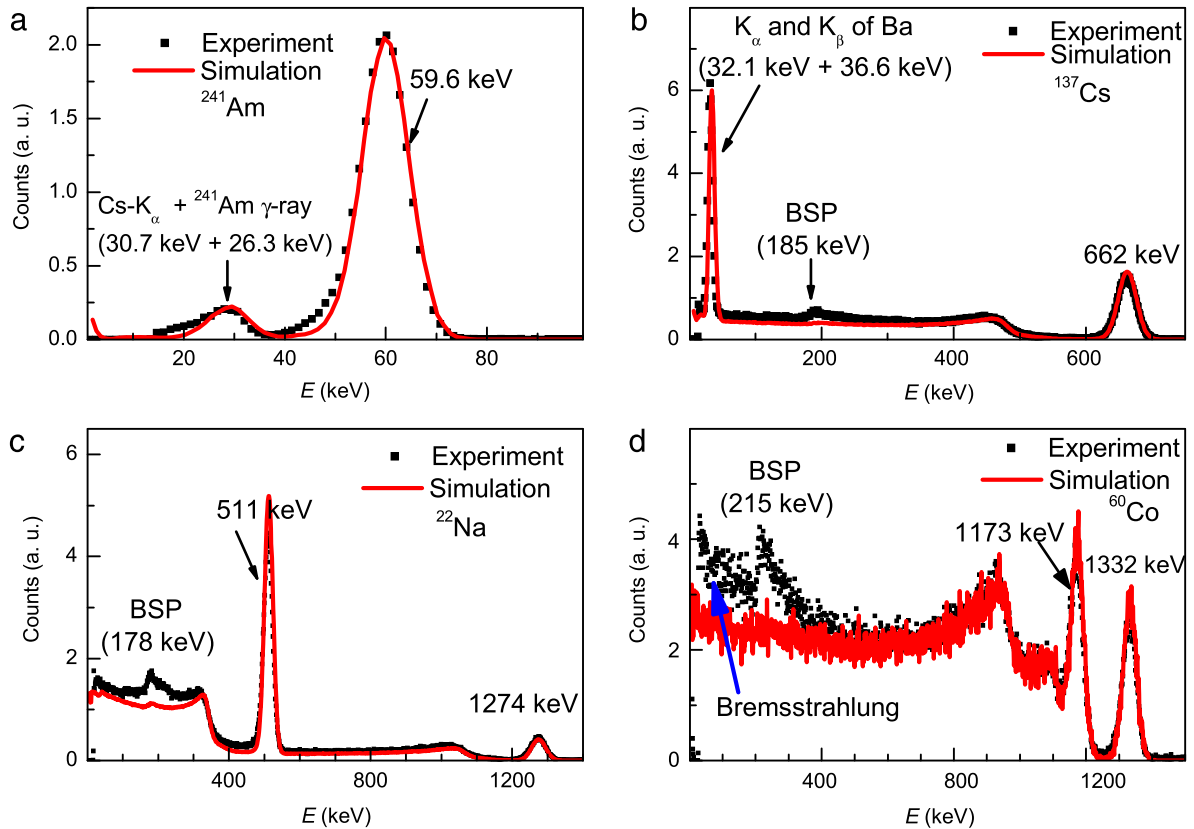 a
2.0
1.5
1.0
0.5
0.0
Counts (a. u.)
Experiment
Simulation
²⁴¹Am
59.6 keV
Cs-Kα + ²⁴¹Am γ-ray
(30.7 keV + 26.3 keV)
20 40 60 80
E (keV)
b
6
4
2
0
Counts (a. u.)
Kα and Kβ of Ba
(32.1 keV + 36.6 keV)
Experiment
Simulation
¹³⁷Cs
BSP
(185 keV)
662 keV
200 400 600
E (keV)
c
6
4
2
0
Counts (a. u.)
Experiment
Simulation
²²Na
511 keV
BSP
(178 keV)
1274 keV
400 800 1200
E (keV)
d
4
2
0
Counts (a. u.)
BSP
(215 keV)
Experiment
Simulation
⁶⁰Co
1173 keV
1332 keV
Bremsstrahlung
400 800 1200
E (keV)